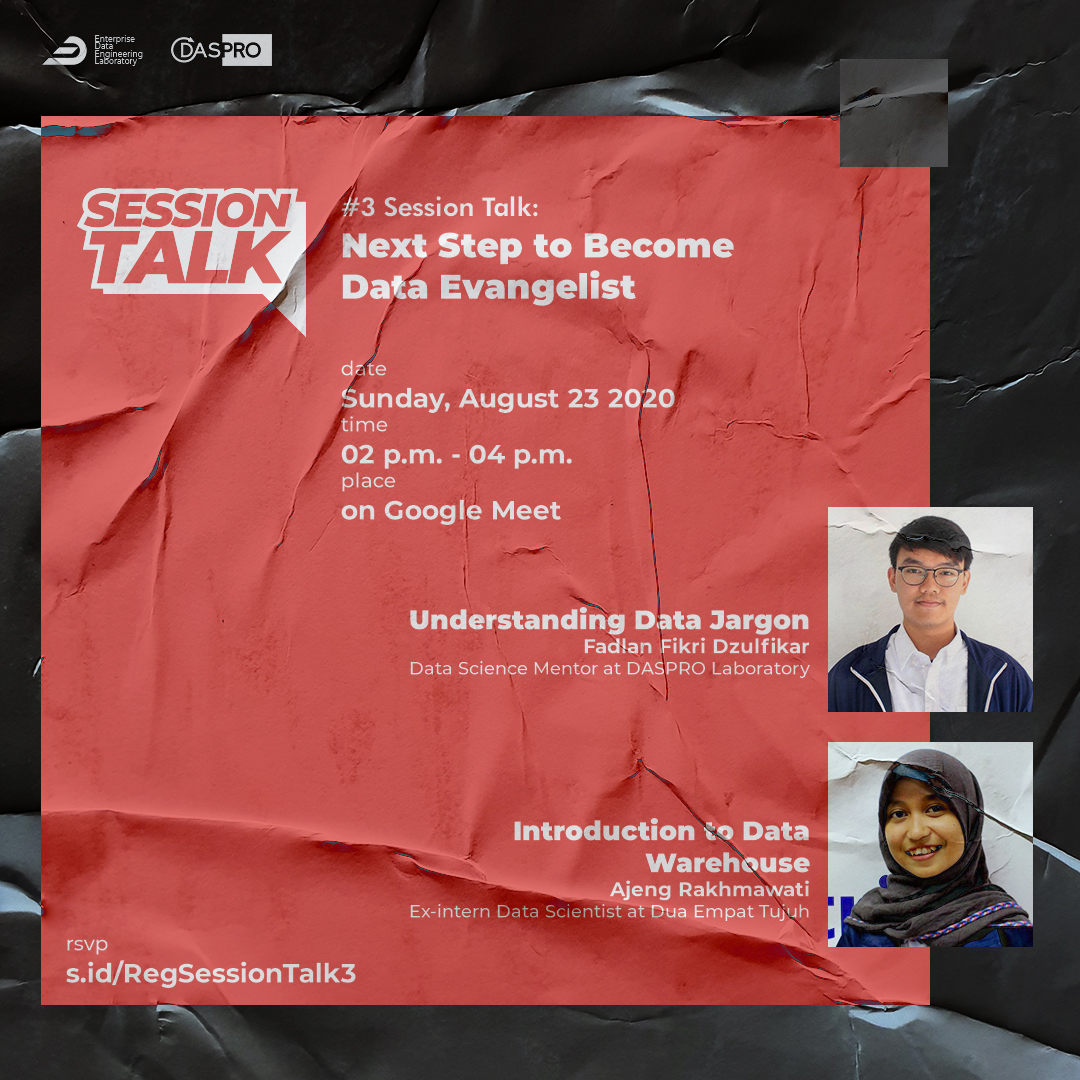 Enterprise
Data
Engineering
Laboratory
DASPRO
SESSION
TALK
#3 Session Talk:
Next Step to Become
Data Evangelist
date
Sunday, August 23 2020
time
02 p.m. - 04 p.m.
place
on Google Meet
Understanding Data Jargon
Fadlan Fikri Dzulfikar
Data Science Mentor at DASPRO Laboratory
Introduction to Data
Warehouse
Ajeng Rakhmawati
Ex-intern Data Scientist at Dua Empat Tujuh
rsvp
s.id/RegSessionTalk3